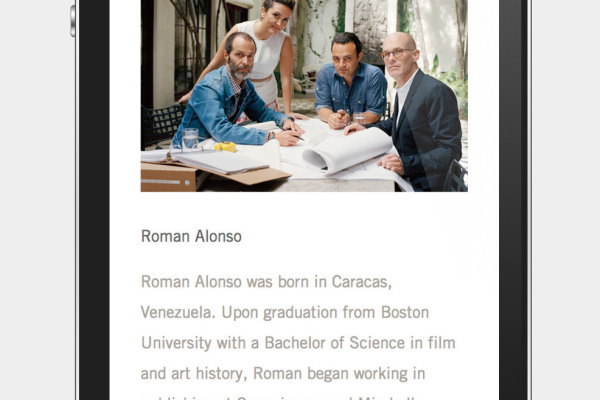 Roman Alonso
Roman Alonso was born in Caracas,
Venezuela. Upon graduation from Boston
University with a Bachelor of Science in film
and art history, Roman began working in